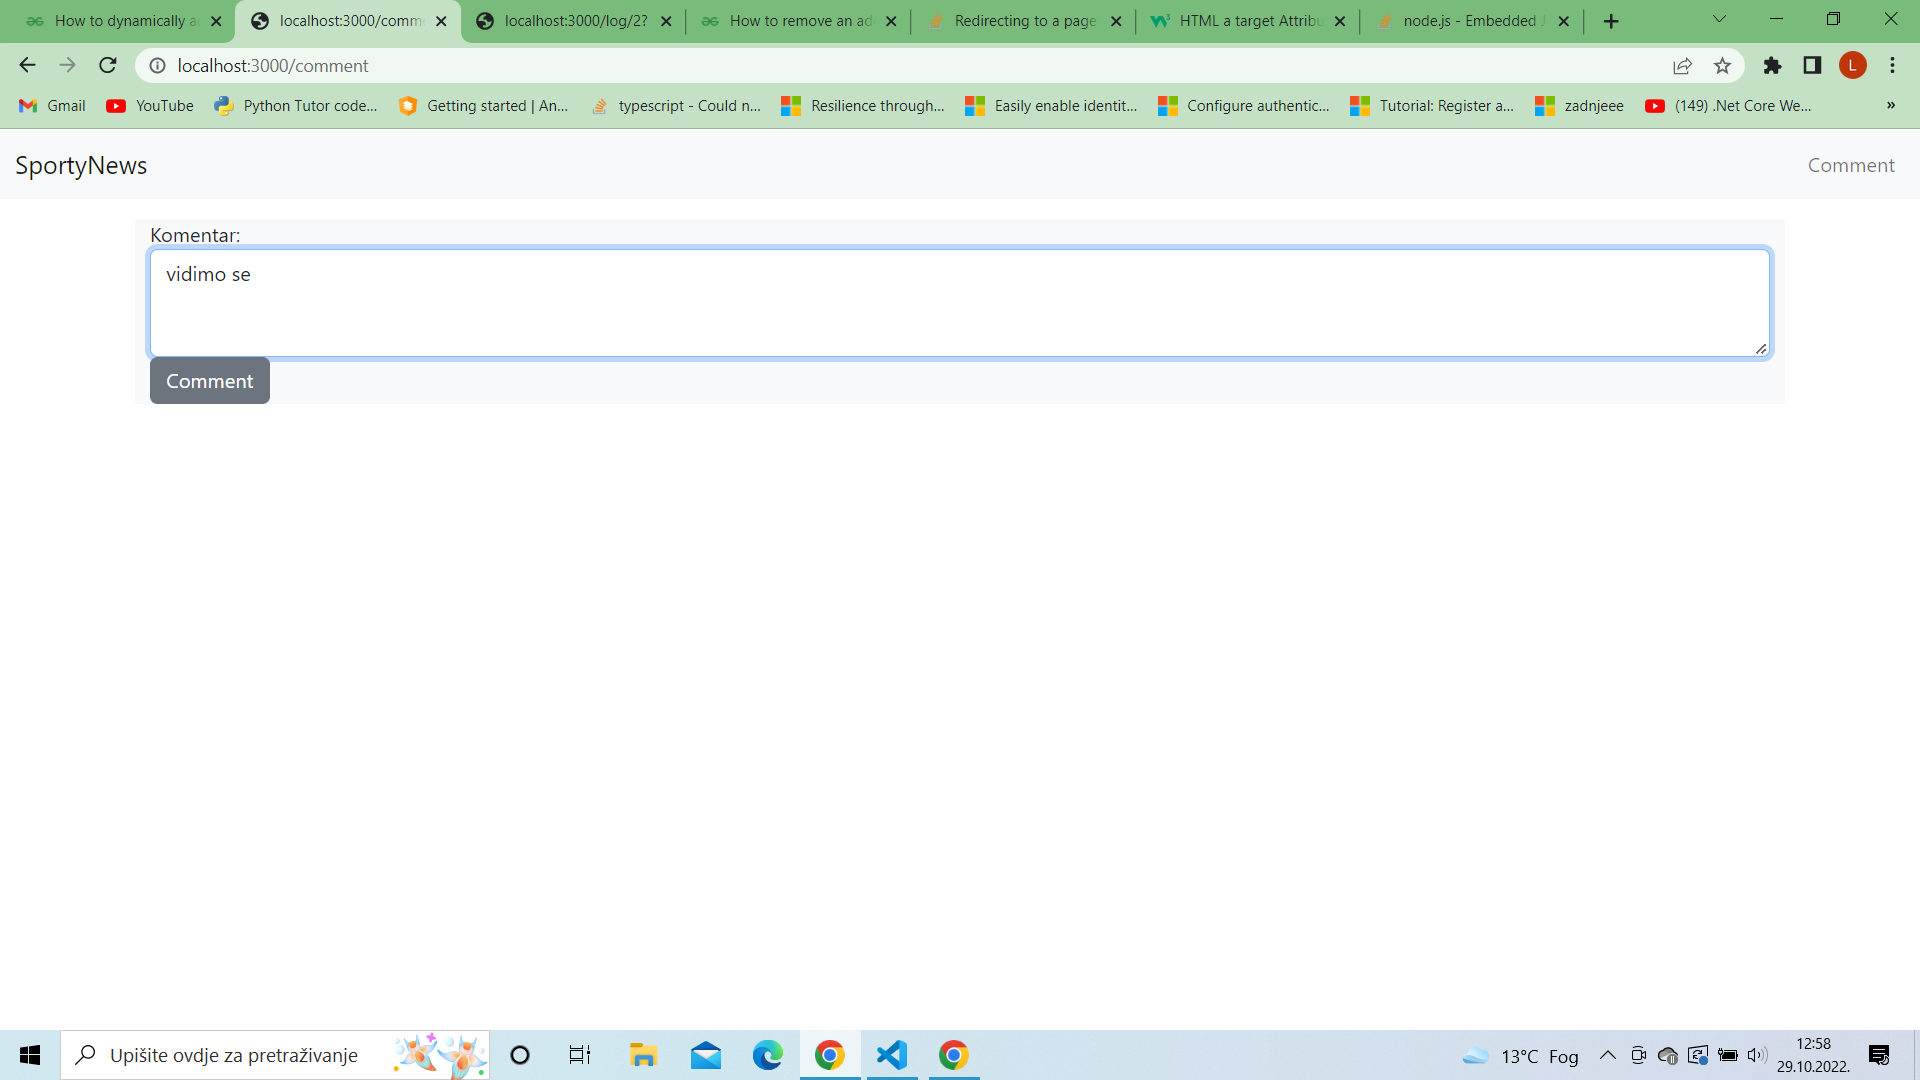 How to dynamically a
localhost:3000/comm
localhost:3000/log/2?
How to remove an ad
Redirecting to a page
HTML a target Attribu
node.js - Embedded J
localhost:3000/comment
L
Gmail
YouTube
Python Tutor code...
Getting started | An...
typescript - Could n...
Resilience through...
Easily enable identit...
Configure authentic...
Tutorial: Register a...
zadnjeee
(149) .Net Core We...
»
SportyNews
Comment
Komentar:
vidimo se
Comment
Upišite ovdje za pretraživanje
13°C Fog
12:58
29.10.2022.